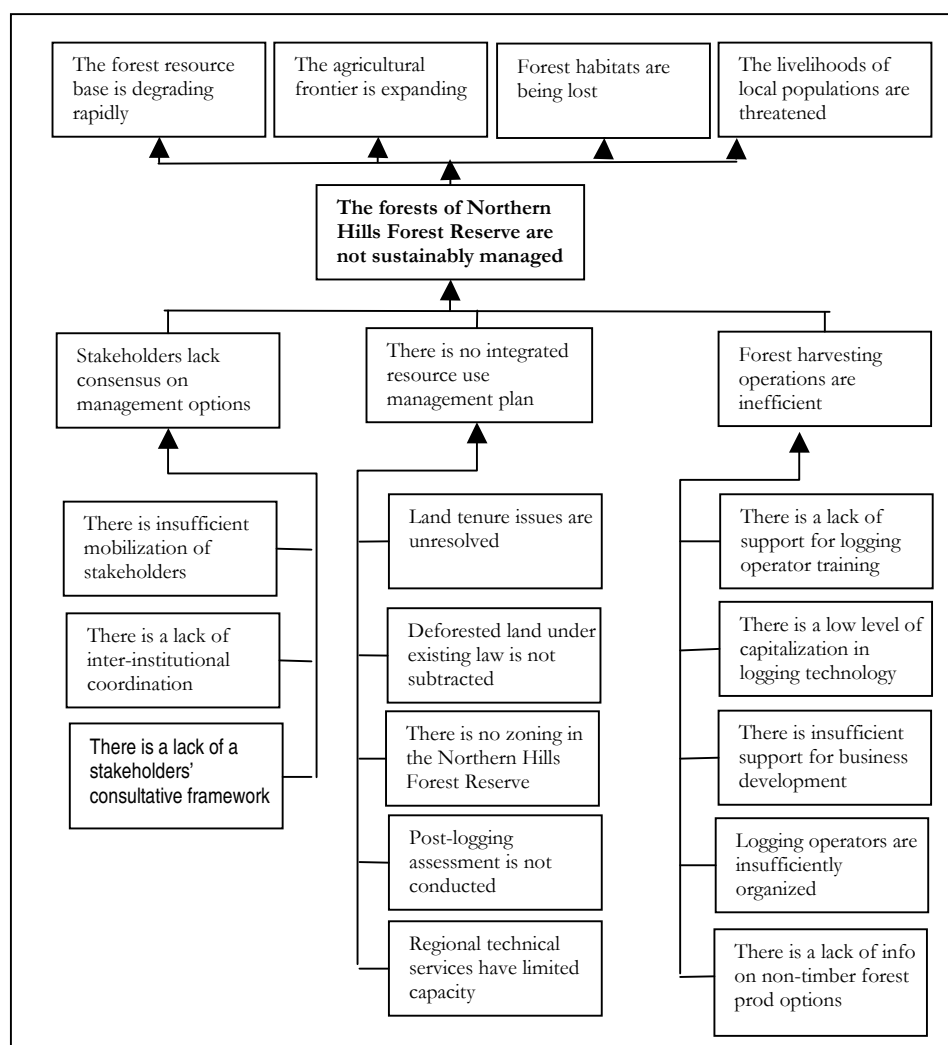 The forest resource
base is degrading
rapidly
The agricultural
frontier is expanding
Forest habitats are
being lost
The livelihoods of
local populations are
threatened
The forests of Northern
Hills Forest Reserve are
not sustainably managed
Stakeholders lack
consensus on
management options
There is no integrated
resource use
management plan
Forest harvesting
operations are
inefficient
There is insufficient
mobilization of
stakeholders
There is a lack of
inter-institutional
coordination
There is a lack of a
stakeholders'
consultative framework
Land tenure issues are
unresolved
Deforested land under
existing law is not
subtracted
There is no zoning in
the Northern Hills
Forest Reserve
Post-logging
assessment is not
conducted
Regional technical
services have limited
capacity
There is a lack of
support for logging
operator training
There is a low level of
capitalization in
logging technology
There is insufficient
support for business
development
Logging operators are
insufficiently
organized
There is a lack of info
on non-timber forest
prod options